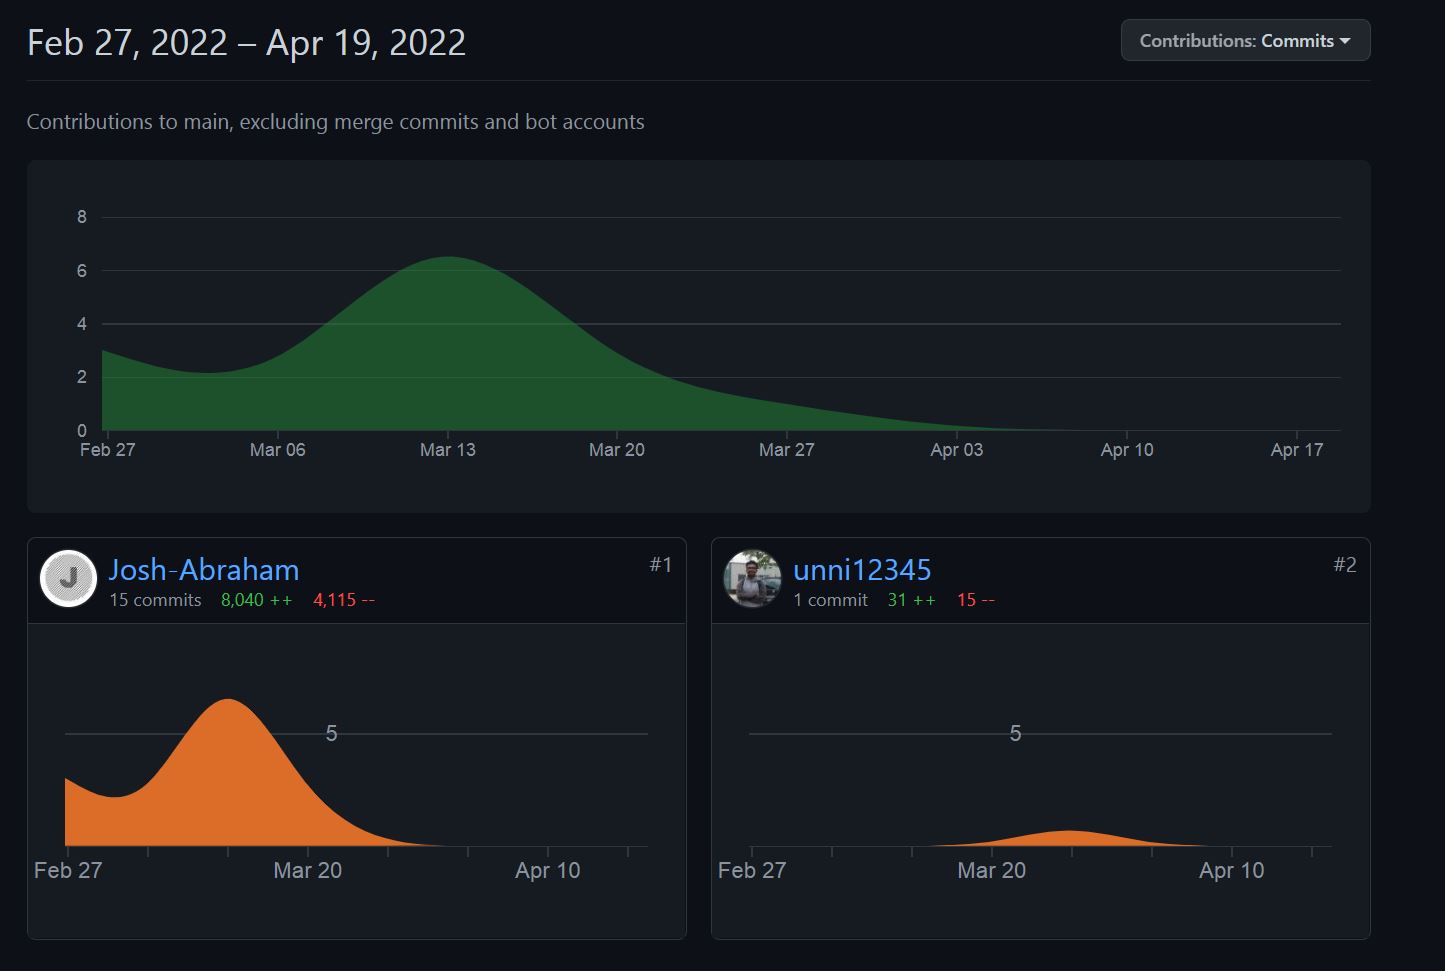 Feb 27, 2022 – Apr 19, 2022
Contributions: Commits
Contributions to main, excluding merge commits and bot accounts
8
6
4
2
0
Feb 27 Mar 06 Mar 13 Mar 20 Mar 27 Apr 03 Apr 10 Apr 17
J
Josh-Abraham
#1
15 commits 8,040 ++ 4,115 --
5
Feb 27 Mar 20 Apr 10
unni12345
#2
1 commit 31 ++ 15 --
5
Feb 27 Mar 20 Apr 10